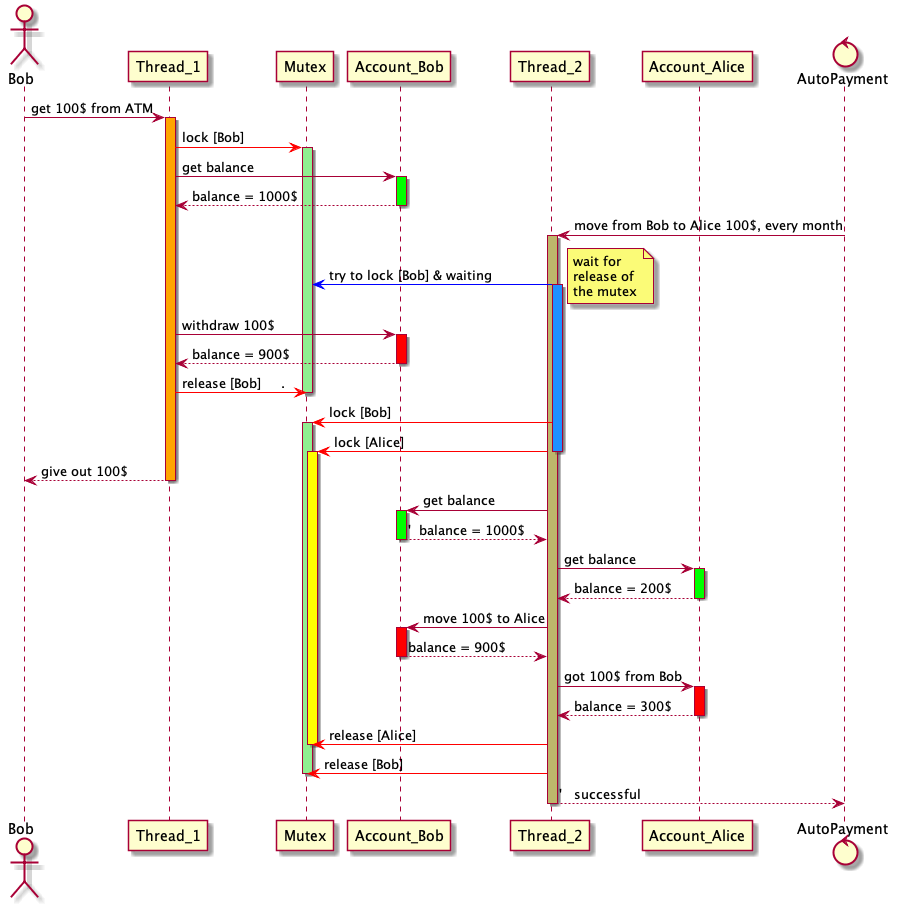 Bob
Thread_1
Mutex
Account_Bob
Thread_2
Account_Alice
AutoPayment
get 100$ from ATM
lock [Bob]
get balance
balance = 1000$
move from Bob to Alice 100$, every month
wait for
release of
the mutex
try to lock [Bob] & waiting
withdraw 100$
balance = 900$
release [Bob]     .
lock [Bob]
lock [Alice]
give out 100$
get balance
'  balance = 1000$
get balance
balance = 200$
move 100$ to Alice
balance = 900$
got 100$ from Bob
balance = 300$
release [Alice]
release [Bob]
'   successful
Bob
Thread_1
Mutex
Account_Bob
Thread_2
Account_Alice
AutoPayment